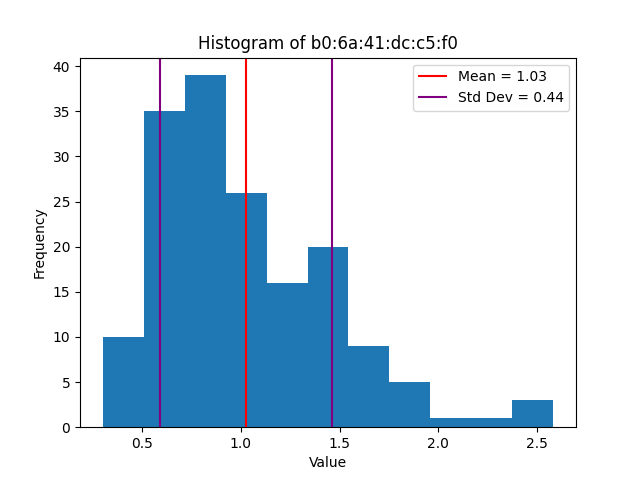 Histogram of b0:6a:41:dc:c5:f0
Mean = 1.03
Std Dev = 0.44
Frequency
40
35
30
25
20
15
10
5
0
0.5 1.0 1.5 2.0 2.5
Value